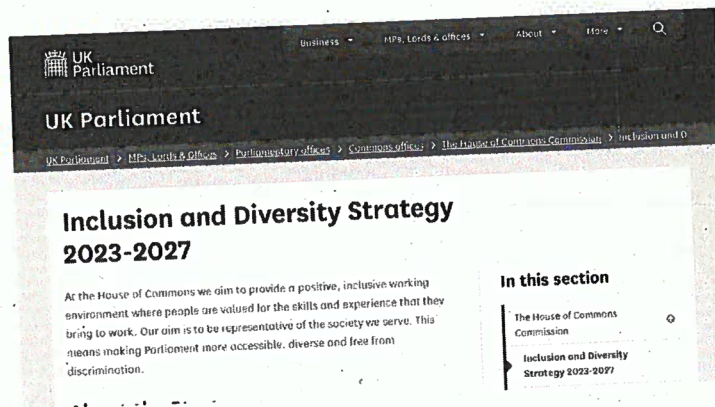 UK
Parliament
Business
MPs, Lords & offices
About
More
UK Parliament
UK Parliament > MPs, Lords & Offices > Parliamentary offices > Commons offices > The House of Commons Commission > Inclusion and D
Inclusion and Diversity Strategy
2023-2027
At the House of Commons we aim to provide a positive, inclusive working
environment where people are valued for the skills and experience that they
bring to work. Our aim is to be representative of the society we serve. This
means making Parliament more accessible, diverse and free from
discrimination.
In this section
The House of Commons
Commission
Inclusion and Diversity
Strategy 2023-2027